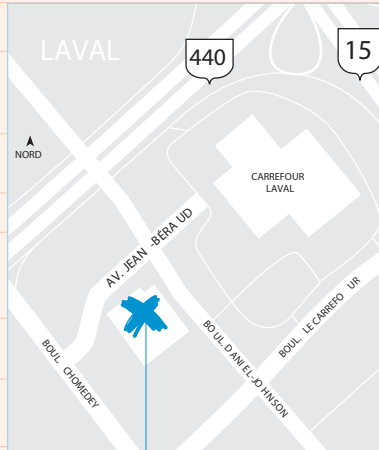 LAVAL
440
15
NORD
CARREFOUR
LAVAL
AV. JEAN -BÉRA UD
BOUL. CHOMEDEY
BO UL. D ANI EL-JO HNSON
BOUL. LE CARREFO UR